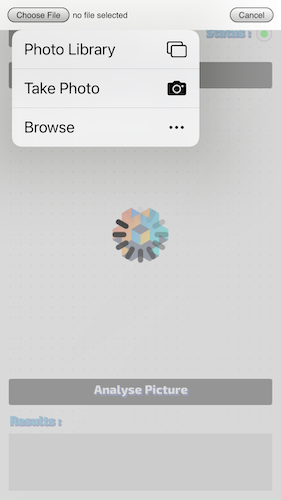 Choose File no file selected Cancel
Status :
Photo Library
Take Photo
Browse
Analyse Picture
Results :